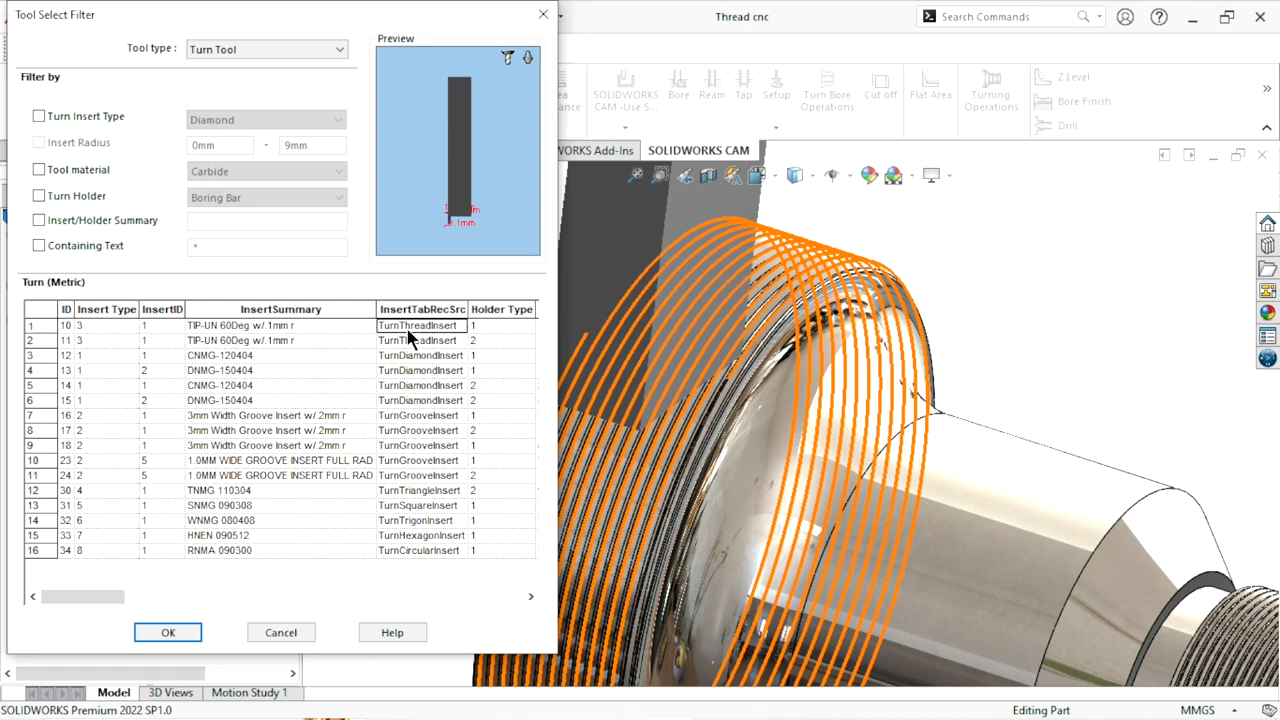 Tool Select Filter
Thread cnc
Search Commands
Tool type :
Turn Tool
Preview
Filter by
Turn Insert Type
Diamond
Insert Radius
0mm
-
9mm
Tool material
Carbide
Turn Holder
Boring Bar
Insert/Holder Summary
Containing Text
*
SOLIDWORKS
CAM -Use S...
Bore
Ream
Tap
Setup
Turn Bore
Operations
Cut off
Flat Area
Turning
Operations
Z Level
Bore Finish
Drill
WORKS Add-Ins
SOLIDWORKS CAM
Turn (Metric)
ID Insert Type InsertID InsertSummary InsertTabRecSrc Holder Type
1 10 3 1 TIP-UN 60Deg w/.1mm r TurnThreadInsert 1
2 11 3 1 TIP-UN 60Deg w/.1mm r TurnThreadInsert 2
3 12 1 1 CNMG-120404 TurnDiamondInsert 1
4 13 1 2 DNMG-150404 TurnDiamondInsert 1
5 14 1 1 CNMG-120404 TurnDiamondInsert 2
6 15 1 2 DNMG-150404 TurnDiamondInsert 2
7 16 2 1 3mm Width Groove Insert w/.2mm r TurnGrooveInsert 1
8 17 2 1 3mm Width Groove Insert w/.2mm r TurnGrooveInsert 2
9 18 2 1 3mm Width Groove Insert w/.2mm r TurnGrooveInsert 1
10 23 2 5 1.0MM WIDE GROOVE INSERT FULL RAD TurnGrooveInsert 1
11 24 2 5 1.0MM WIDE GROOVE INSERT FULL RAD TurnGrooveInsert 2
12 30 4 1 TNMG 110304 TurnTriangleInsert 2
13 31 5 1 SNMG 090308 TurnSquareInsert 1
14 32 6 1 WNMG 080408 TurnTrigonInsert 1
15 33 7 1 HNEN 090512 TurnHexagonInsert 1
16 34 8 1 RNMA 090300 TurnCircularInsert 1
OK
Cancel
Help
Model
3D Views
Motion Study 1
SOLIDWORKS Premium 2022 SP1.0
Editing Part
MMGS